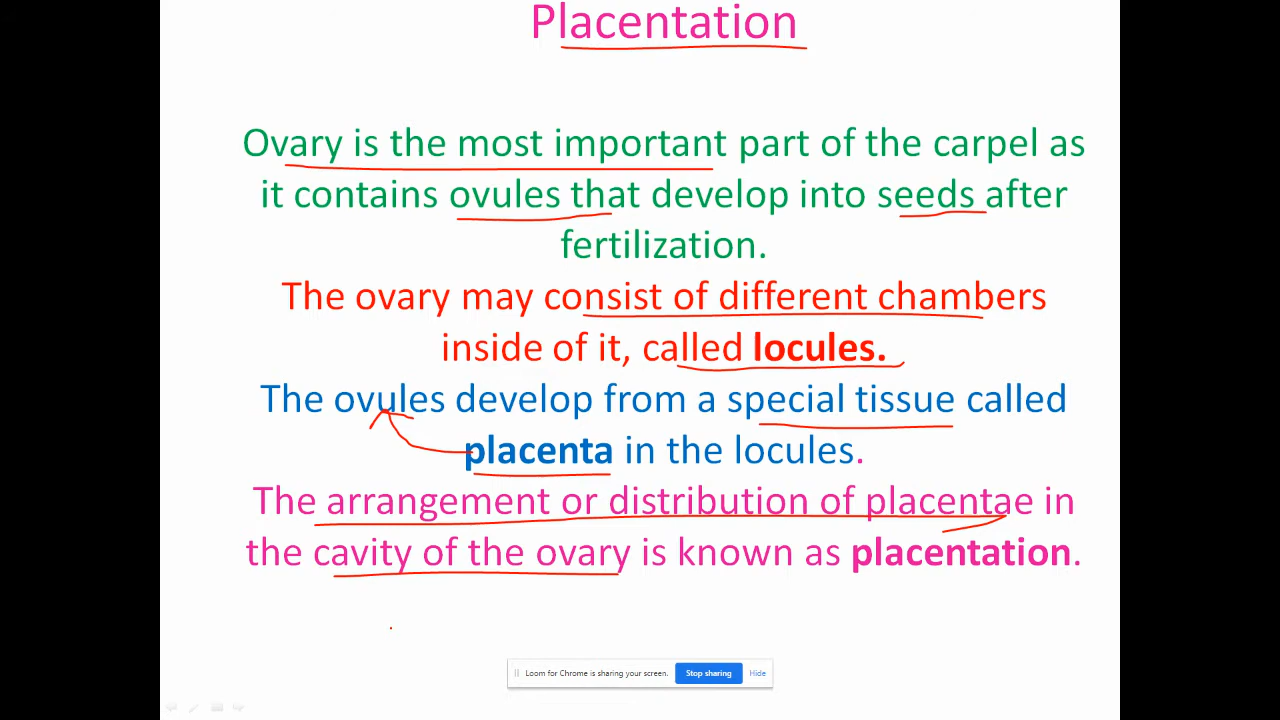 Placentation
Ovary is the most important part of the carpel as
it contains ovules that develop into seeds after
fertilization.
The ovary may consist of different chambers
inside of it, called locules.
The ovules develop from a special tissue called
placenta in the locules.
The arrangement or distribution of placentae in
the cavity of the ovary is known as placentation.
Loom for Chrome is sharing your screen. Stop sharing Hide